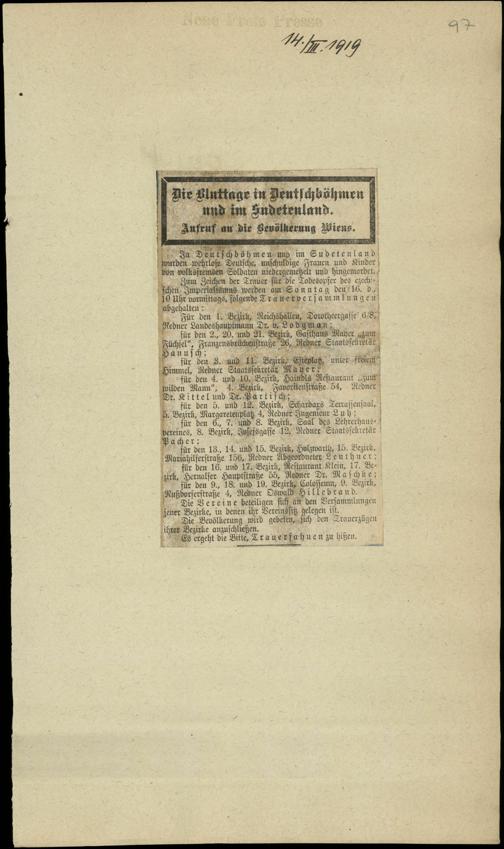 Neue Freie Presse
97
14./III. 1919
Die Bluttage in Deutschböhmen
und im Sudetenland.
Aufruf an die Bevölkerung Wiens.
In Deutschböhmen und im Sudetenland
wurden wehrlose Deutsche, unschuldige Frauen und Kinder
von volksfremden Soldaten niedergemetzelt und hingemordet.
Zum Zeichen der Trauer für die Todesopfer des czechi-
schen Imperialismus werden am Sonntag den 16. d.,
10 Uhr vormittags, folgende Trauerversammlungen
abgehalten:
Für den 1. Bezirk, Reichshallen, Dorotheergasse 6/8,
Redner Landeshauptmann Dr. v. Lodgman;
für den 2., 20. und 21. Bezirk, Gasthaus Mayer „zum
Füchsel", Franzensbrückenstraße 26, Redner Staatssekretär
Hanusch;
für den 3. und 11. Bezirk, Esteplatz, unter freiem
Himmel, Redner Staatssekretär Mayer;
für den 4. und 10. Bezirk, Haindls Restaurant „zum
wilden Mann", 4. Bezirk, Favoritenstraße 54, Redner
Dr. Kittel und Dr. Bartisch;
für den 5. und 12. Bezirk, Scharbaxs Terrassensaal,
5. Bezirk, Margaretenplatz 4, Redner Ingenieur Luh;
für den 6., 7. und 8. Bezirk, Saal des Lehrerhaus-
vereines, 8. Bezirk, Josefsgasse 12, Redner Staatssekretär
Pacher;
für den 13., 14. und 15. Bezirk, Holzwarth, 15. Bezirk,
Mariahilferstraße 156, Redner Abgeordneter Leuthner;
für den 16. und 17. Bezirk, Restaurant Klein, 17. Be-
zirk, Hernalser Hauptstraße 55, Redner Dr. Maschne;
für den 9., 18. und 19. Bezirk, Colosseum, 9. Bezirk,
Nußdorferstraße 4, Redner Oswald Hillebrand.
Die Vereine beteiligen sich an den Versammlungen
jener Bezirke, in denen ihr Vereinssitz gelegen ist.
Die Bevölkerung wird gebeten, sich den Trauerzügen
ihrer Bezirke anzuschließen.
Es ergeht die Bitte, Trauerfahnen zu hissen.